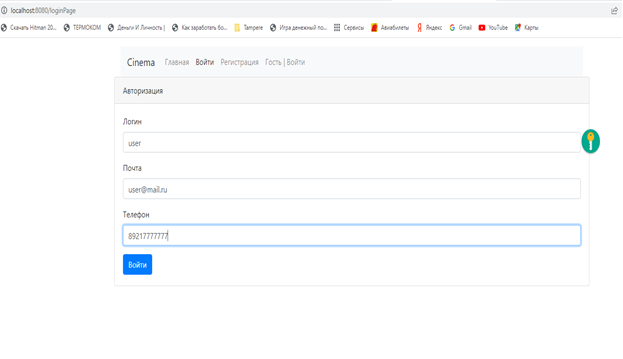 localhost:8080/loginPage
Скачать Hitman 20... ТЕРМОКОМ Деньги И Личность | Как заработать бо... Tampere Игра денежный по... Сервисы Авиабилеты Яндекс Gmail YouTube Карты
Cinema Главная Войти Регистрация Гость | Войти
Авторизация
Логин
user
Почта
user@mail.ru
Телефон
89217777777
Войти